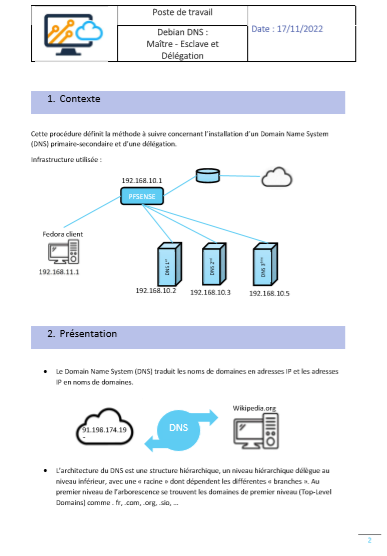 Poste de travail
Debian DNS :
Maître - Esclave et
Délégation
Date : 17/11/2022
1. Contexte
Cette procédure définit la méthode à suivre concernant l'installation d'un Domain Name System
(DNS) primaire-secondaire et d'une délégation.
Infrastructure utilisée :
192.168.10.1
PFSENSE
Fedora client
192.168.11.1
DNS 1er
DNS 2nd
DNS 3ème
192.168.10.2
192.168.10.3
192.168.10.5
2. Présentation
• Le Domain Name System (DNS) traduit les noms de domaines en adresses IP et les adresses
IP en noms de domaines.
Wikipedia.org
91.198.174.19
DNS
• L'architecture du DNS est une structure hiérarchique, un niveau hiérarchique délègue au
niveau inférieur, avec une « racine » dont dépendent les différentes « branches ». Au
premier niveau de l'arborescence se trouvent les domaines de premier niveau (Top-Level
Domains) comme . fr, .com, .org, .sio, ...
2